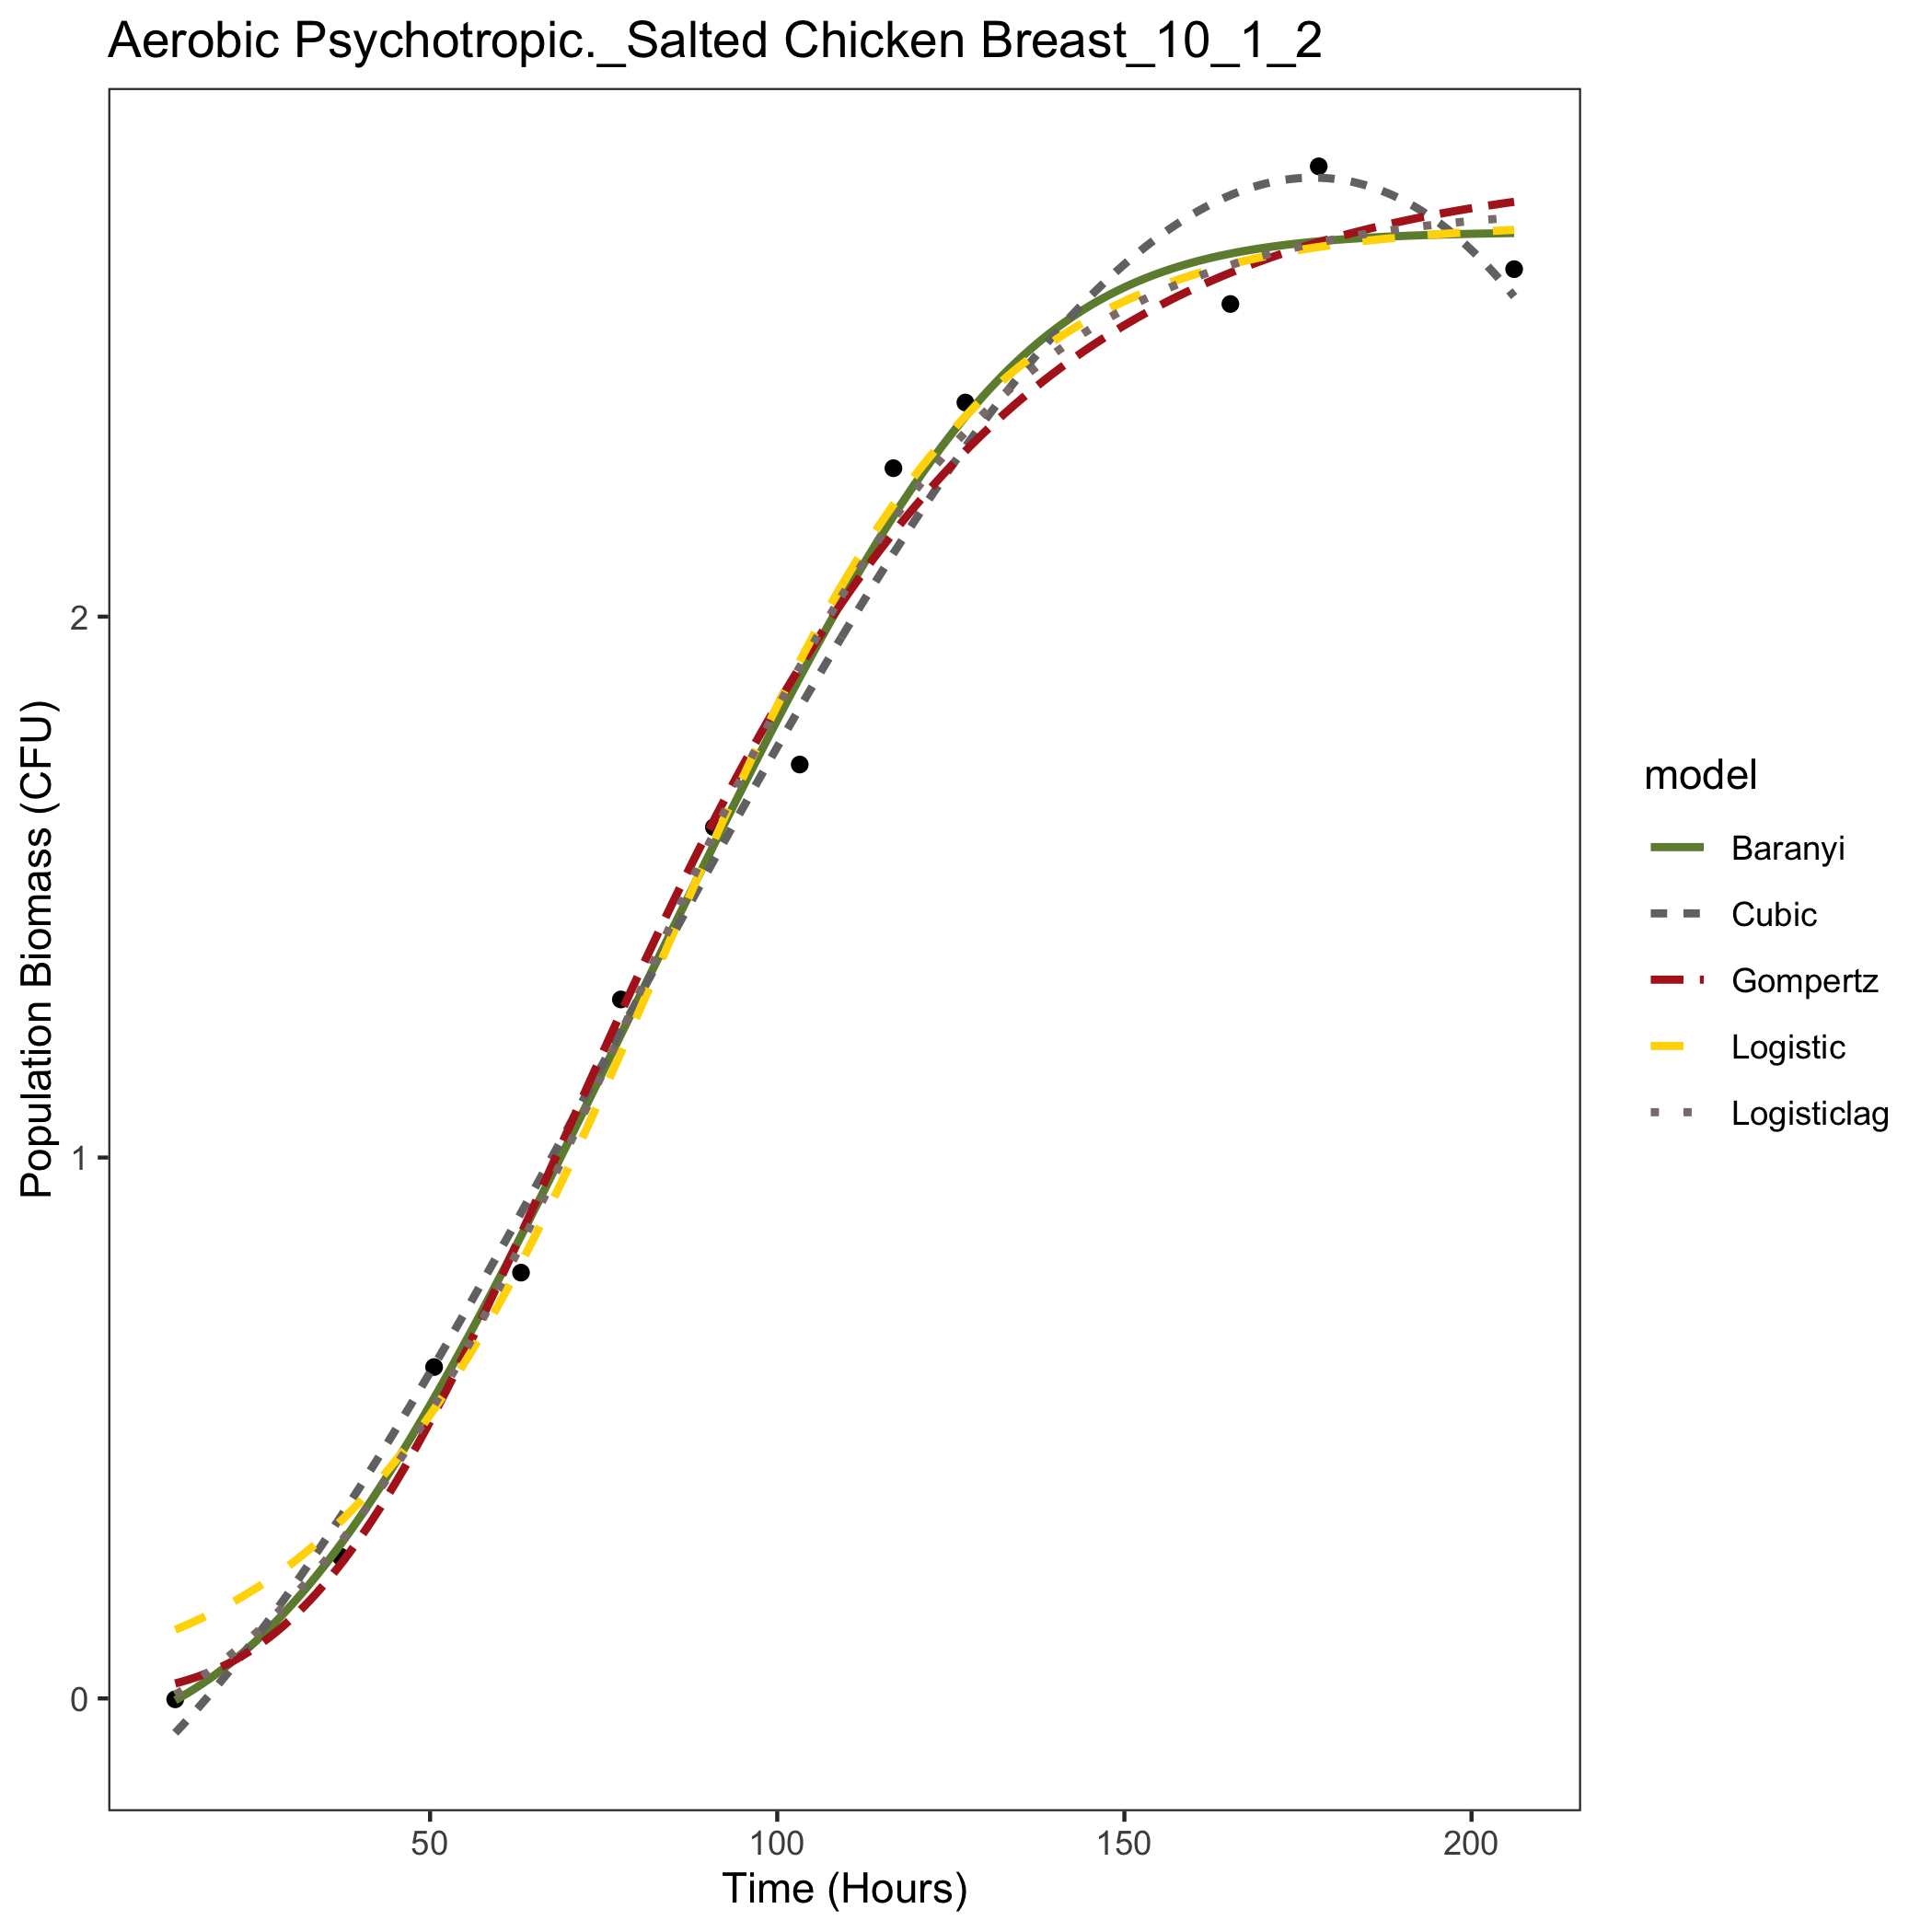 Aerobic Psychotropic._Salted Chicken Breast_10_1_2
Population Biomass (CFU)
2
1
0
50
100
150
200
Time (Hours)
model
Baranyi
Cubic
Gompertz
Logistic
Logisticlag